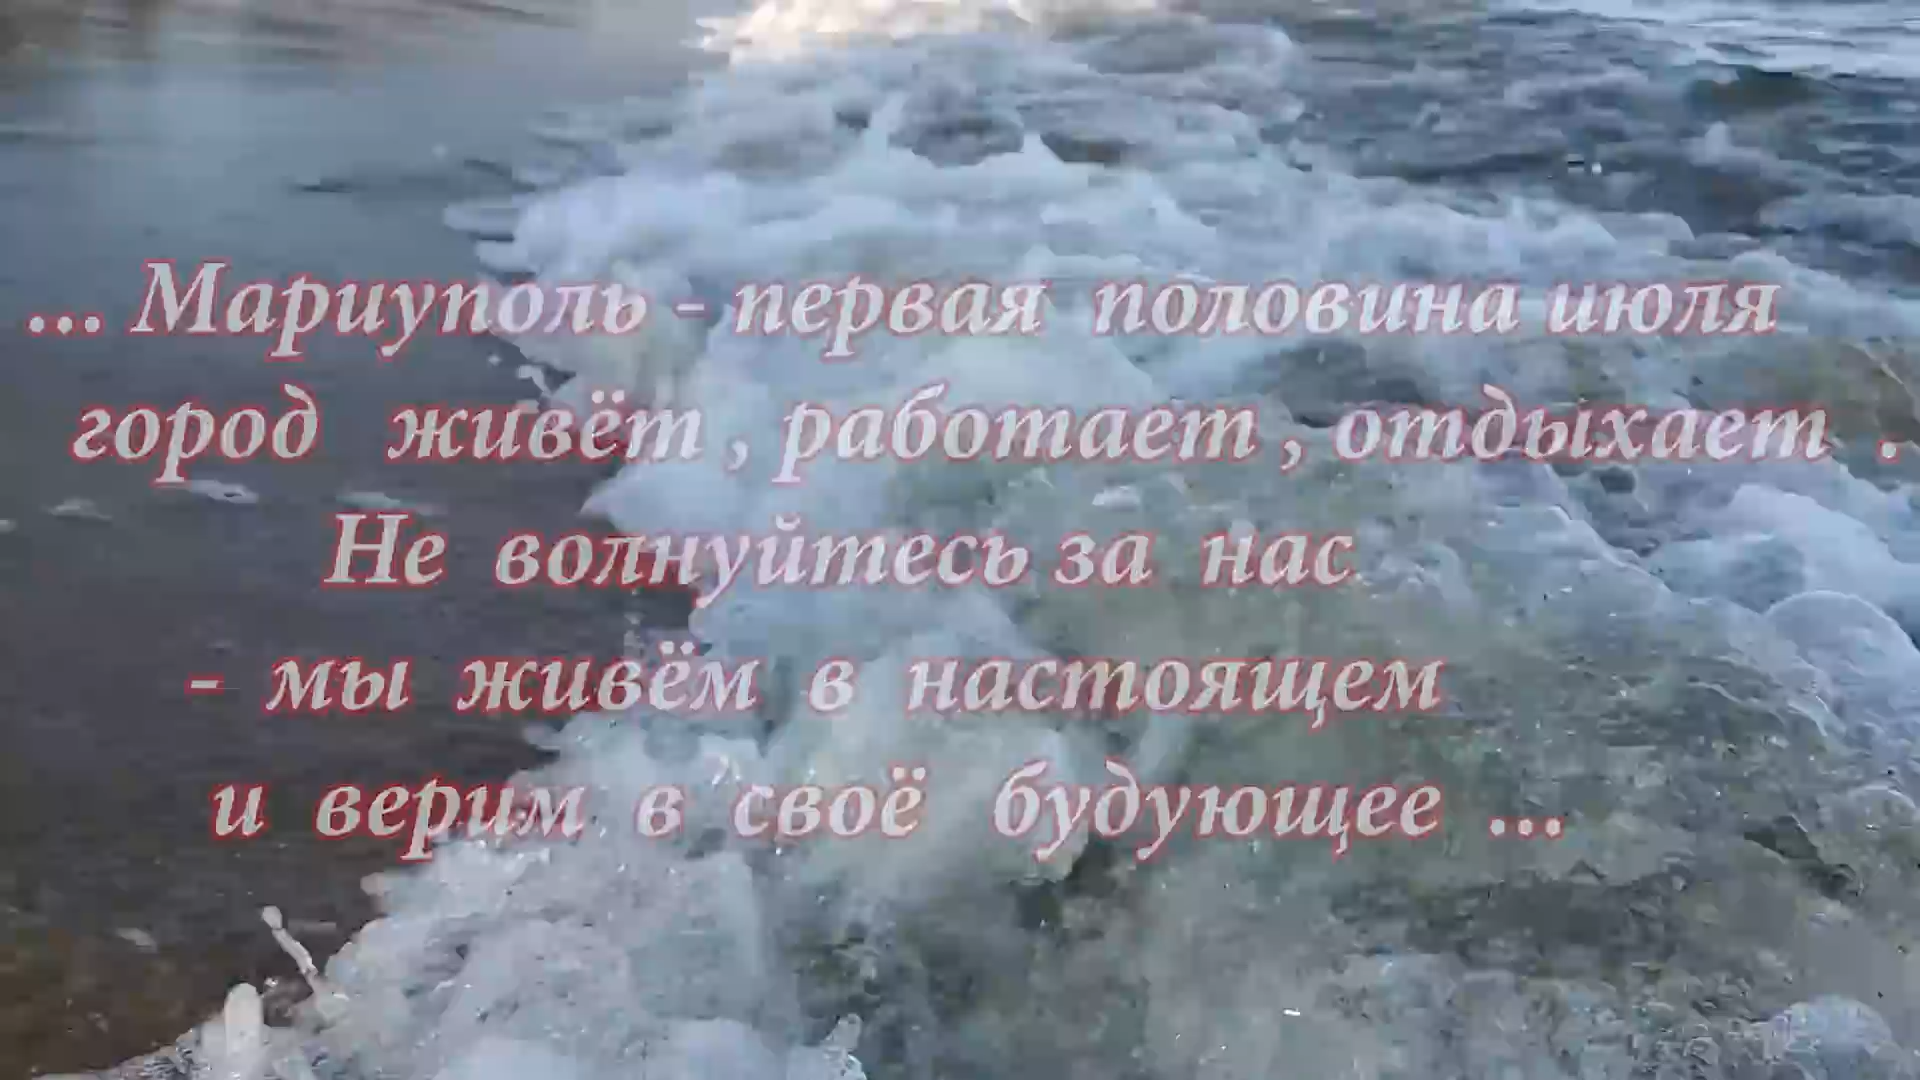 ... Мариуполь - первая половина июля
город живёт , работает , отдыхает .
Не волнуйтесь за нас
- мы живём в настоящем
и верим в своё будующее ...